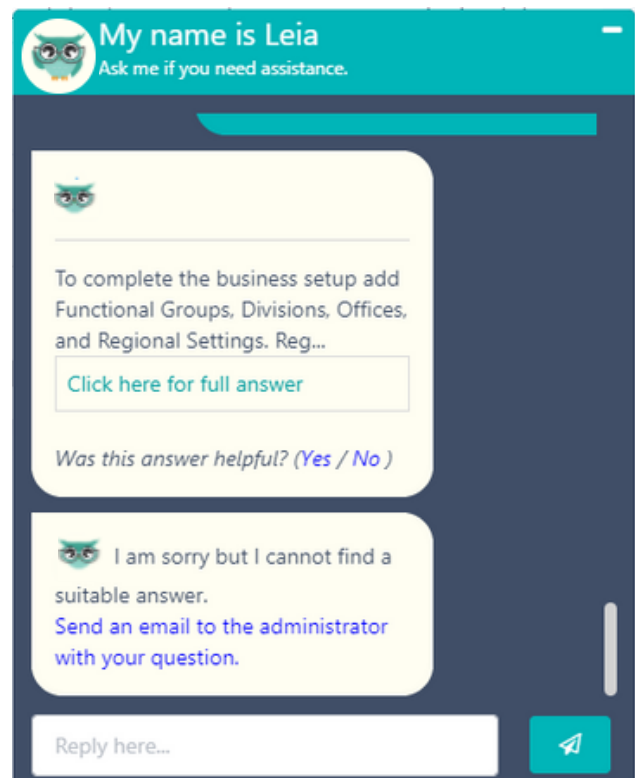 My name is Leia
Ask me if you need assistance.
To complete the business setup add
Functional Groups, Divisions, Offices,
and Regional Settings. Reg...
Click here for full answer
Was this answer helpful? (Yes / No )
I am sorry but I cannot find a
suitable answer.
Send an email to the administrator
with your question.
Reply here...